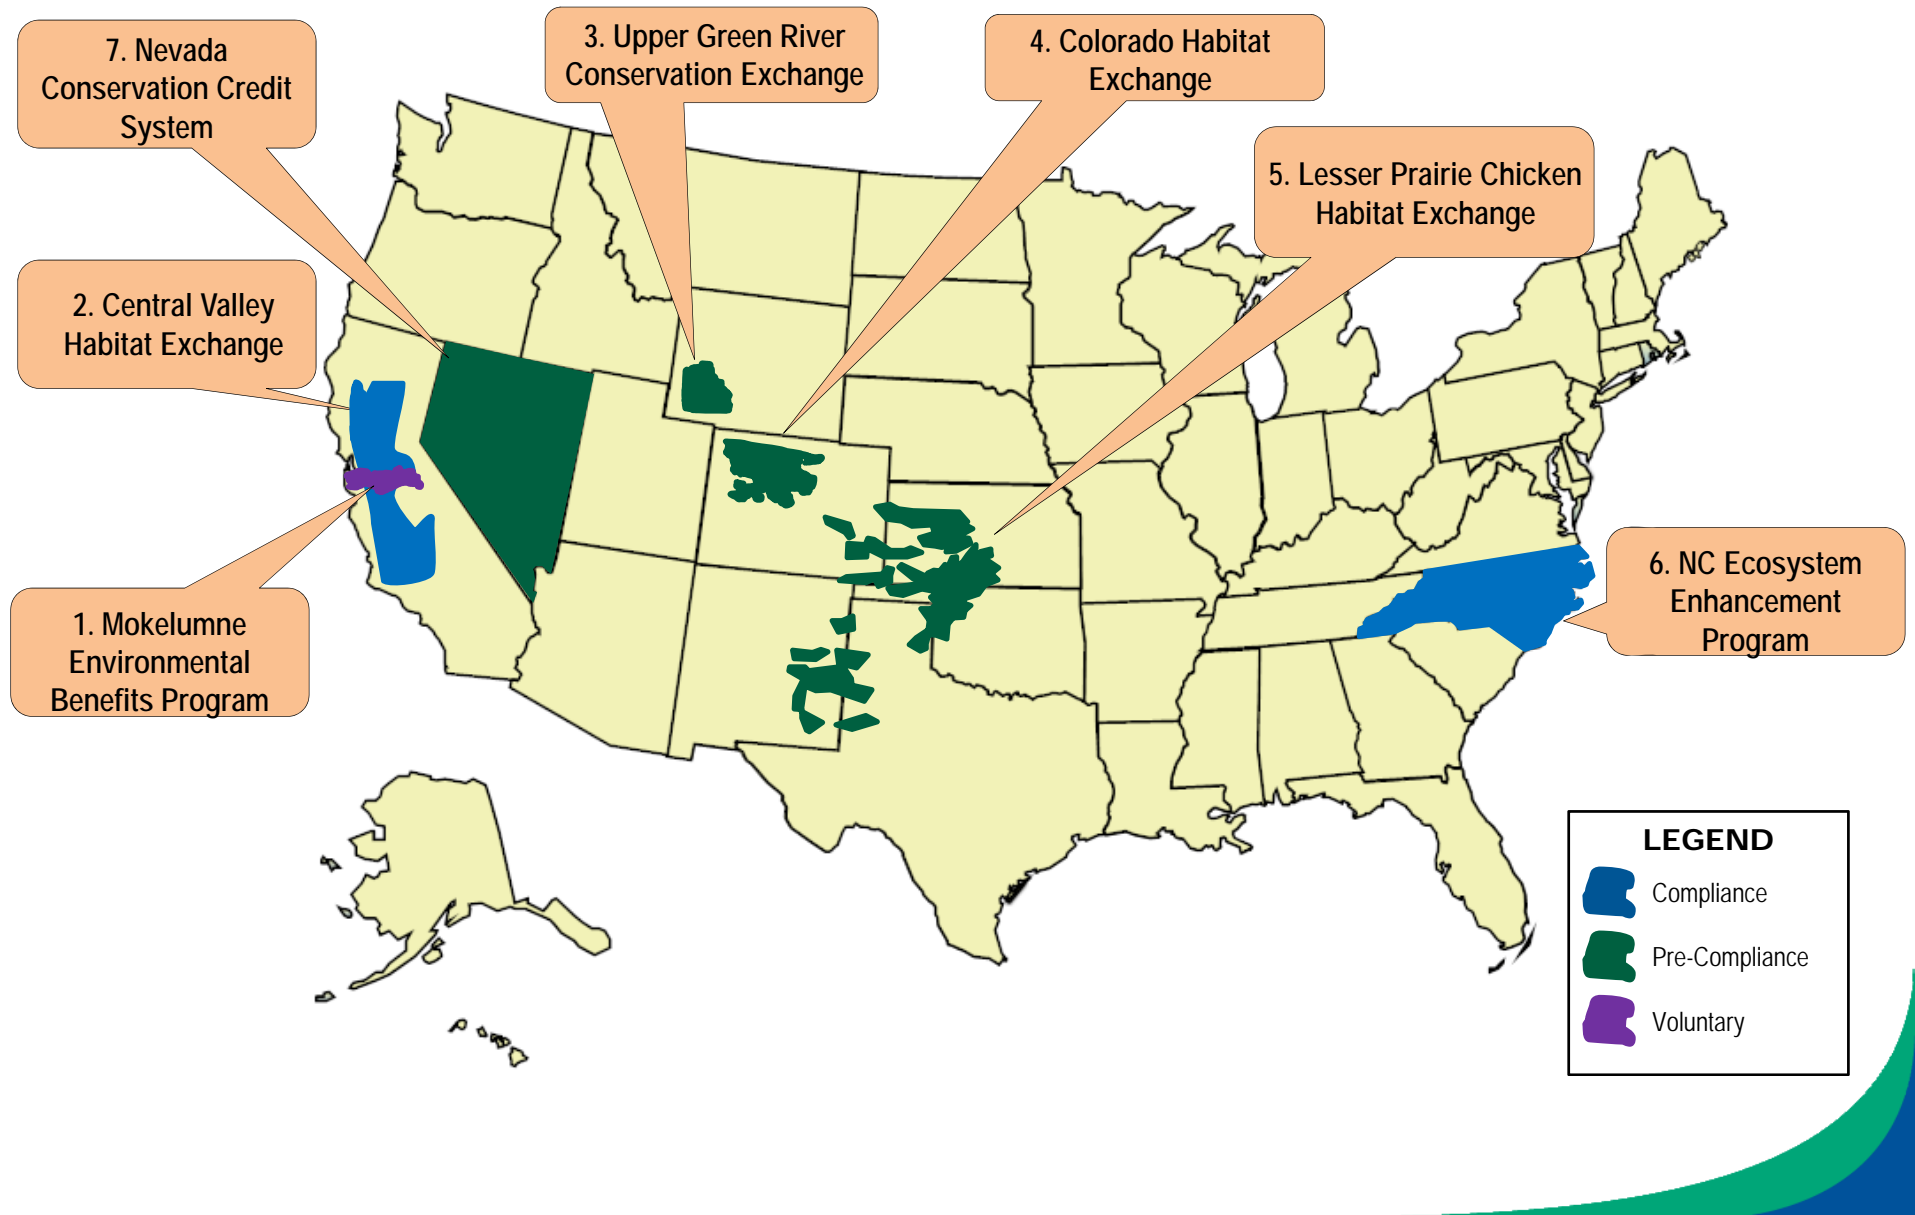 7. Nevada
Conservation Credit
System
3. Upper Green River
Conservation Exchange
4. Colorado Habitat
Exchange
5. Lesser Prairie Chicken
Habitat Exchange
2. Central Valley
Habitat Exchange
1. Mokelumne
Environmental
Benefits Program
6. NC Ecosystem
Enhancement
Program
LEGEND
Compliance
Pre-Compliance
Voluntary